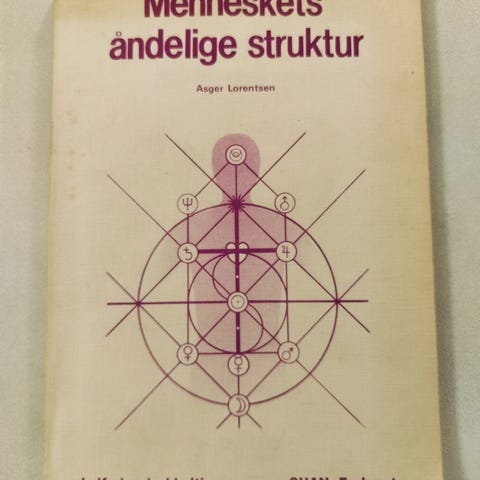 Menneskets
åndelige struktur
Asger Lorentsen